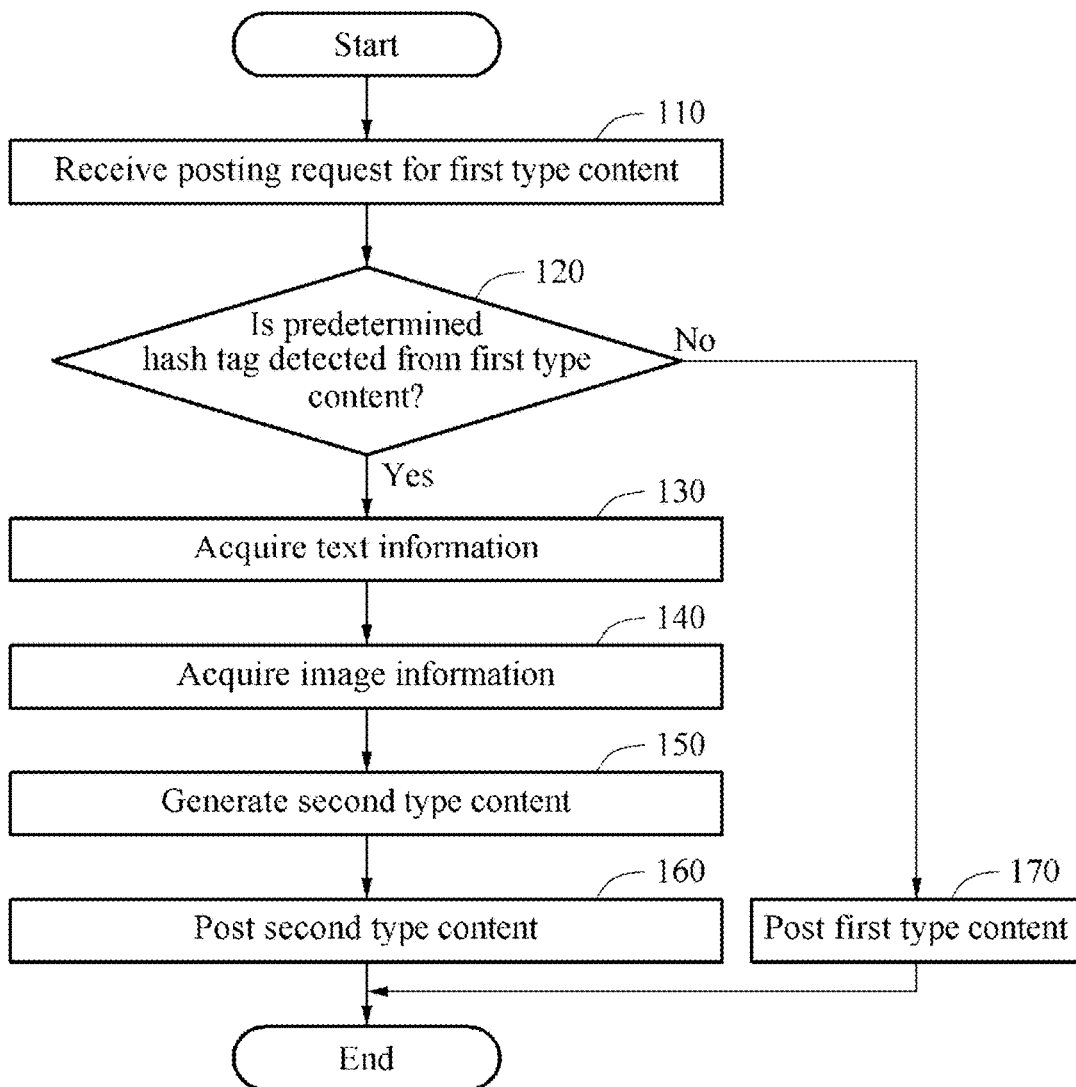 Start
110
Receive posting request for first type content
120
Is predetermined
hash tag detected from first type
content?
No
Yes
130
Acquire text information
140
Acquire image information
150
Generate second type content
160
Post second type content
170
Post first type content
End